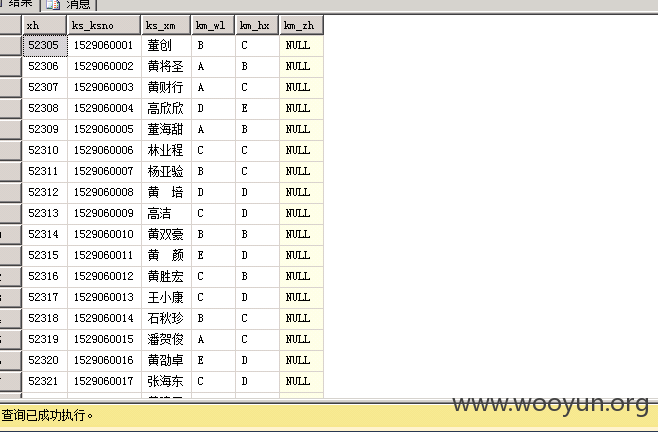 结果 消息
xh ks_ksno ks_xm km_wl km_hx km_zh
52305 1529060001 董创 B C NULL
52306 1529060002 黄将圣 A B NULL
52307 1529060003 黄财行 A C NULL
52308 1529060004 高欣欣 D E NULL
52309 1529060005 董海甜 A B NULL
52310 1529060006 林业程 C C NULL
52311 1529060007 杨亚验 B C NULL
52312 1529060008 黄 培 D D NULL
52313 1529060009 高洁 C D NULL
52314 1529060010 黄双豪 B B NULL
52315 1529060011 黄 颜 E D NULL
52316 1529060012 黄胜宏 C B NULL
52317 1529060013 王小康 C D NULL
52318 1529060014 石秋珍 B C NULL
52319 1529060015 潘贺俊 A C NULL
52320 1529060016 黄劭卓 E D NULL
52321 1529060017 张海东 C D NULL
www.wooyun.org
查询已成功执行。